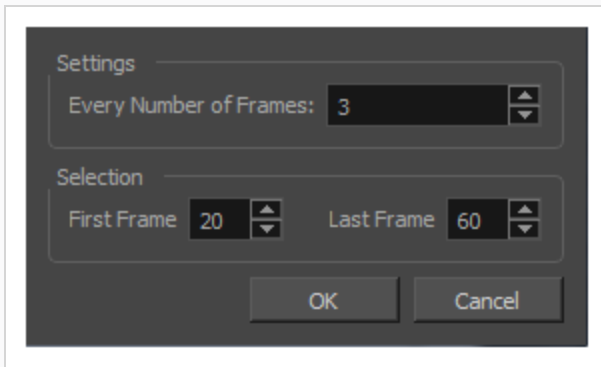 Settings
Every Number of Frames: 3
Selection
First Frame 20 Last Frame 60
OK Cancel